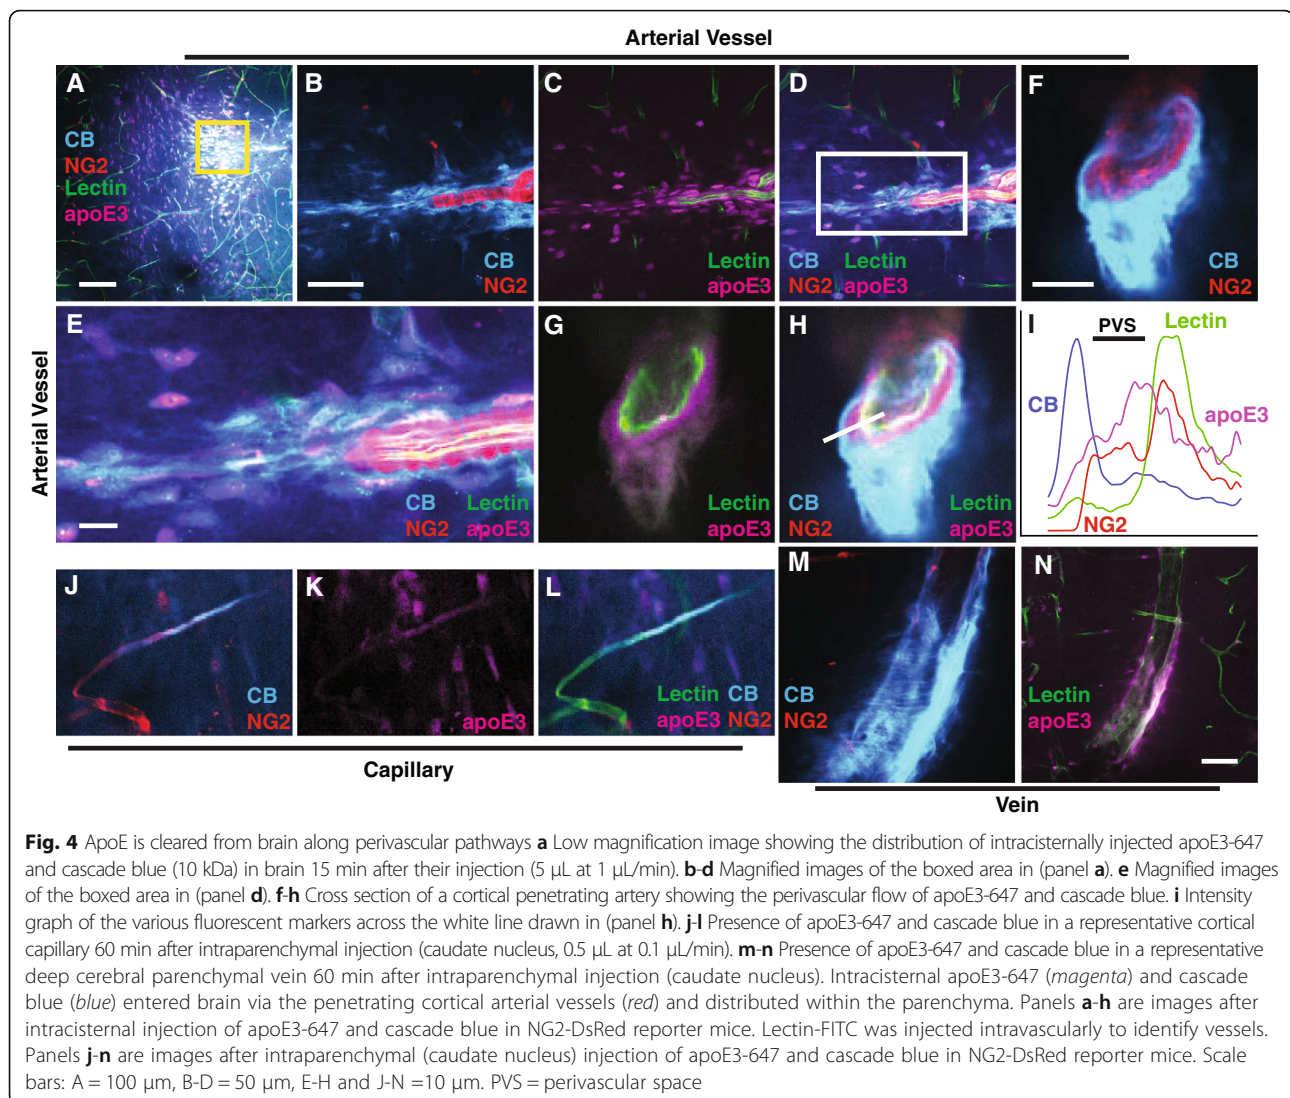 Arterial Vessel
A
CB
NG2
Lectin
apoE3
B
CB
NG2
C
Lectin
apoE3
D
CB Lectin
NG2 apoE3
F
CB
NG2
Arterial Vessel
E
CB Lectin
NG2 apoE3
G
Lectin
apoE3
H
CB Lectin
NG2 apoE3
I
PVS
Lectin
CB
apoE3
NG2
J
CB
NG2
K
apoE3
L
Lectin CB
apoE3 NG2
Capillary
M
CB
NG2
N
Lectin
apoE3
Vein
Fig. 4 ApoE is cleared from brain along perivascular pathways a Low magnification image showing the distribution of intracisternally injected apoE3-647
and cascade blue (10 kDa) in brain 15 min after their injection (5 μL at 1 μL/min). b-d Magnified images of the boxed area in (panel a). e Magnified images
of the boxed area in (panel d). f-h Cross section of a cortical penetrating artery showing the perivascular flow of apoE3-647 and cascade blue. i Intensity
graph of the various fluorescent markers across the white line drawn in (panel h). j-l Presence of apoE3-647 and cascade blue in a representative cortical
capillary 60 min after intraparenchymal injection (caudate nucleus, 0.5 μL at 0.1 μL/min). m-n Presence of apoE3-647 and cascade blue in a representative
deep cerebral parenchymal vein 60 min after intraparenchymal injection (caudate nucleus). Intracisternal apoE3-647 (magenta) and cascade
blue (blue) entered brain via the penetrating cortical arterial vessels (red) and distributed within the parenchyma. Panels a-h are images after
intracisternal injection of apoE3-647 and cascade blue in NG2-DsRed reporter mice. Lectin-FITC was injected intravascularly to identify vessels.
Panels j-n are images after intraparenchymal (caudate nucleus) injection of apoE3-647 and cascade blue in NG2-DsRed reporter mice. Scale
bars: A = 100 μm, B-D = 50 μm, E-H and J-N =10 μm. PVS = perivascular space